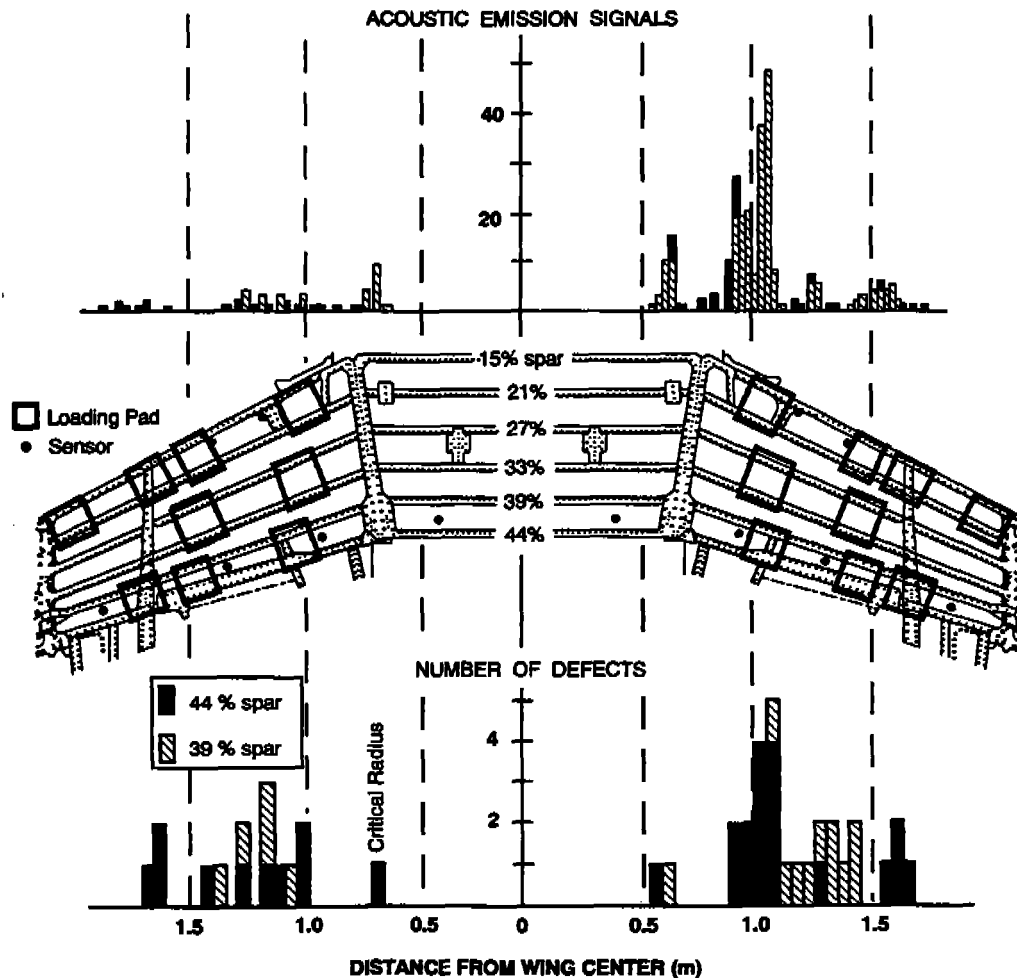 ACOUSTIC EMISSION SIGNALS
40
20
15% spar
21%
27%
33%
39%
44%
Loading Pad
Sensor
NUMBER OF DEFECTS
44 % spar
39 % spar
Critical Radius
4
2
1.5 1.0 0.5 0 0.5 1.0 1.5
DISTANCE FROM WING CENTER (m)